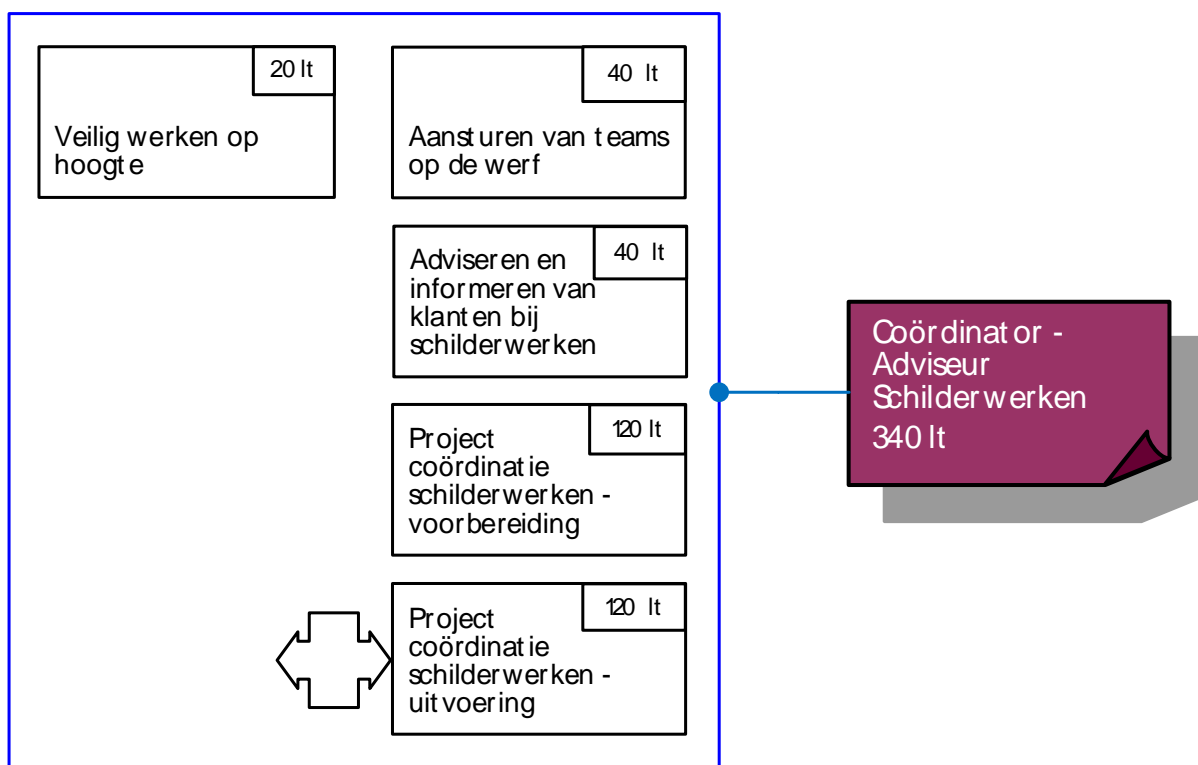 20 lt
Veilig werken op
hoogte
40 lt
Aansturen van teams
op de werf
40 lt
Adviseren en
informeren van
klanten bij
schilderwerken
120 lt
Project
coördinatie
schilderwerken -
voorbereiding
120 lt
Project
coördinatie
schilderwerken -
uitvoering
Coördinator -
Adviseur
Schilderwerken
340 lt